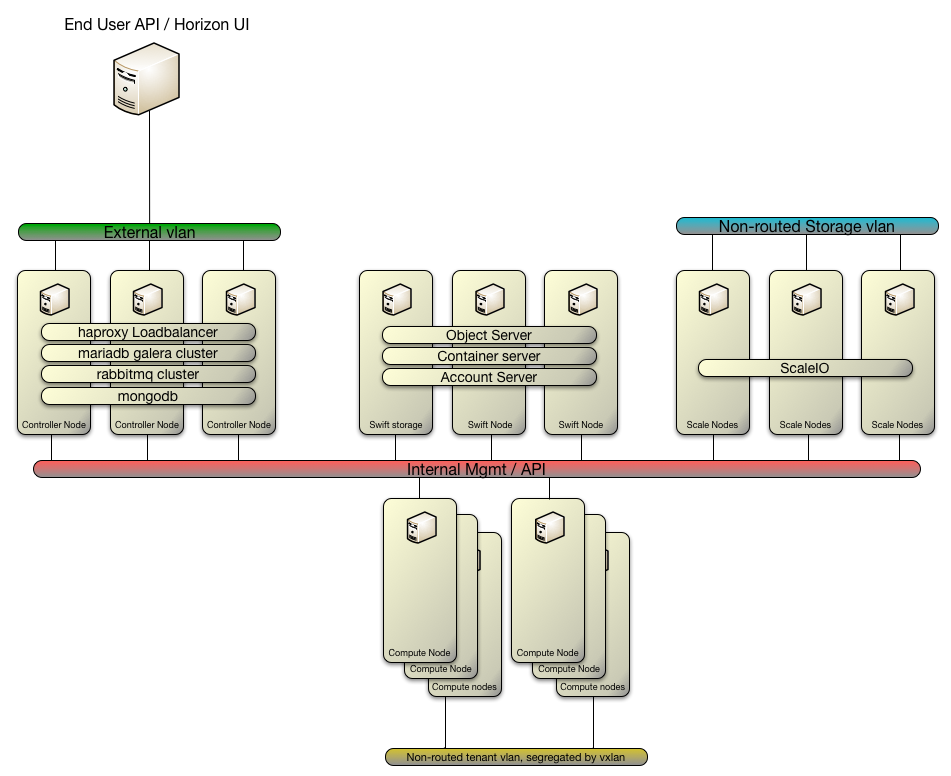 End User API / Horizon UI
External vlan
Non-routed Storage vlan
haproxy Loadbalancer
mariadb galera cluster
rabbitmq cluster
mongodb
Controller Node
Controller Node
Controller Node
Object Server
Container server
Account Server
Swift storage
Swift Node
Swift Node
ScaleIO
Scale Nodes
Scale Nodes
Scale Nodes
Internal Mgmt / API
Compute Node
Compute Node
Compute nodes
Compute Node
Compute Node
Compute nodes
Non-routed tenant vlan, segregated by vxlan